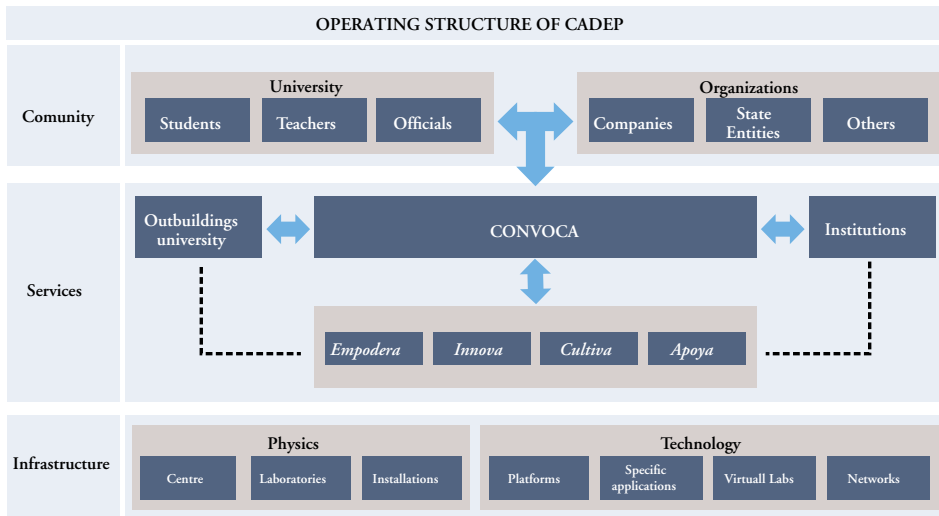 OPERATING STRUCTURE OF CADEP
Comunity
University
Students
Teachers
Officials
Organizations
Companies
State
Entities
Others
Services
Outbuildings
university
CONVOCA
Institutions
Empodera
Innova
Cultiva
Apoya
Infrastructure
Physics
Centre
Laboratories
Installations
Technology
Platforms
Specific
applications
Virtuall Labs
Networks